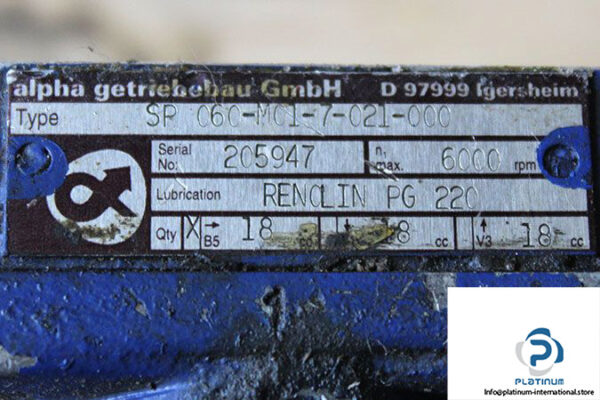 alpha getriebebau GmbH D 97999 Igersheim
Type SP 060-MO1-7-021-000
Serial No: 205947 n. max. 6000 rpm
Lubrication RENOLIN PG 220
Qty X B5 18 cc 8 cc V3 18 cc
PLATINUM
Info@platinum-international.store